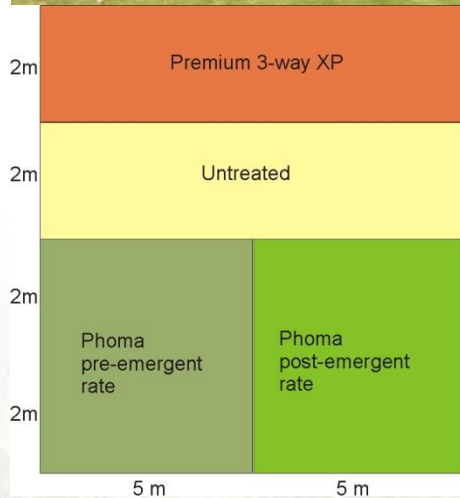 2m
Premium 3-way XP
2m
Untreated
2m
Phoma
pre-emergent
rate
Phoma
post-emergent
rate
2m
5 m
5 m